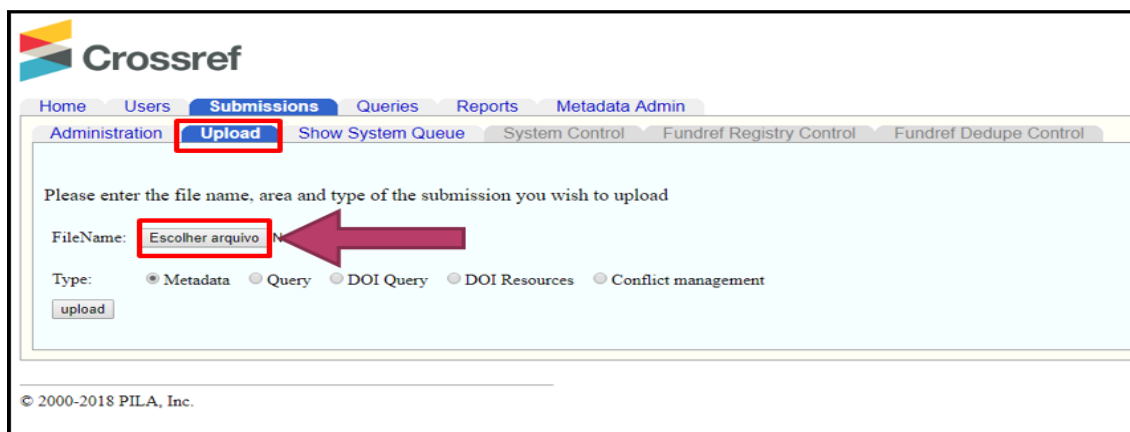 Crossref
Home Users Submissions Queries Reports Metadata Admin
Administration Upload Show System Queue System Control Fundref Registry Control Fundref Dedupe Control
Please enter the file name, area and type of the submission you wish to upload
FileName: Escolher arquivo
Type: Metadata Query DOI Query DOI Resources Conflict management
upload
© 2000-2018 PILA, Inc.